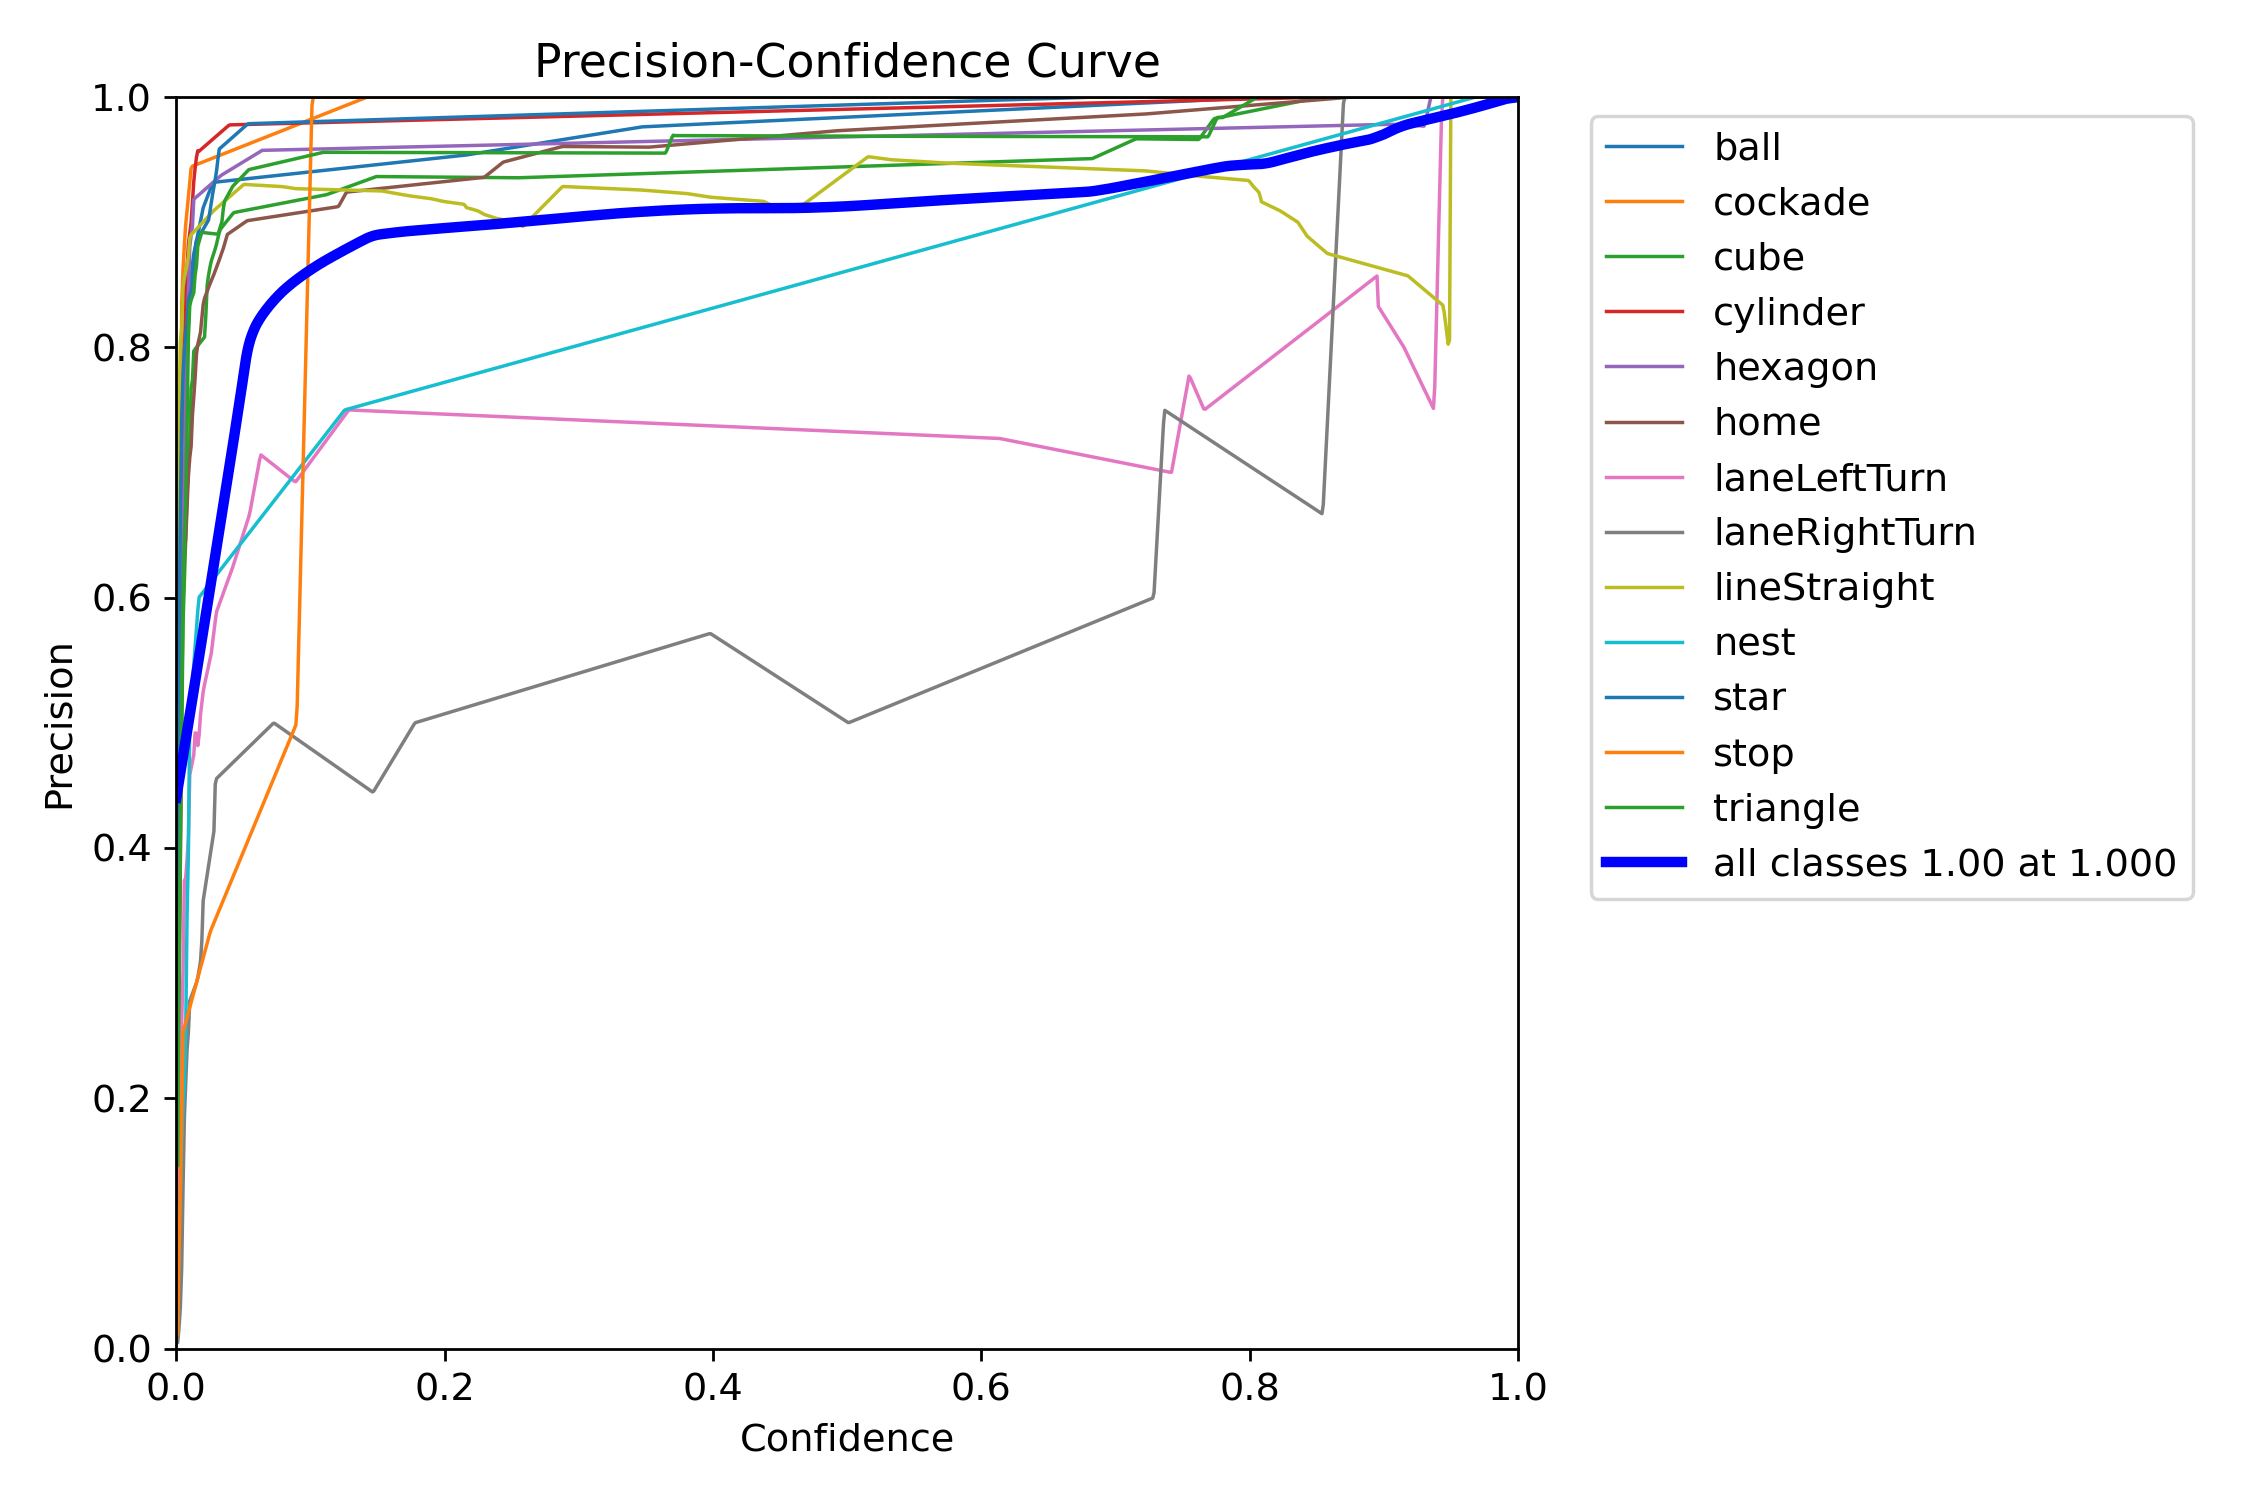 Precision-Confidence Curve
1.0
0.8
0.6
0.4
0.2
0.0
Precision
0.0 0.2 0.4 0.6 0.8 1.0
Confidence
ball
cockade
cube
cylinder
hexagon
home
laneLeftTurn
laneRightTurn
lineStraight
nest
star
stop
triangle
all classes 1.00 at 1.000